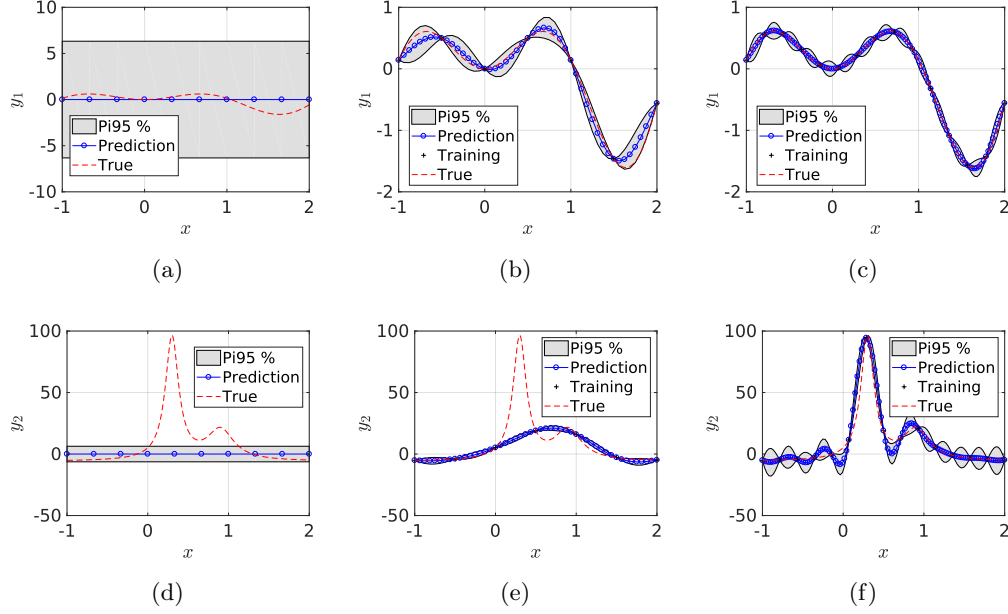 10
5
0
-5
-10
y1
Pi95 %
Prediction
True
-1 0 1 2
x
(a)
1
0
-1
-2
y1
Pi95 %
Prediction
Training
True
-1 0 1 2
x
(b)
1
0
-1
-2
y1
Pi95 %
Prediction
Training
True
-1 0 1 2
x
(c)
100
50
0
-50
y2
Pi95 %
Prediction
True
-1 0 1 2
x
(d)
100
50
0
-50
y2
Pi95 %
Prediction
Training
True
-1 0 1 2
x
(e)
100
50
0
-50
y2
Pi95 %
Prediction
Training
True
-1 0 1 2
x
(f)